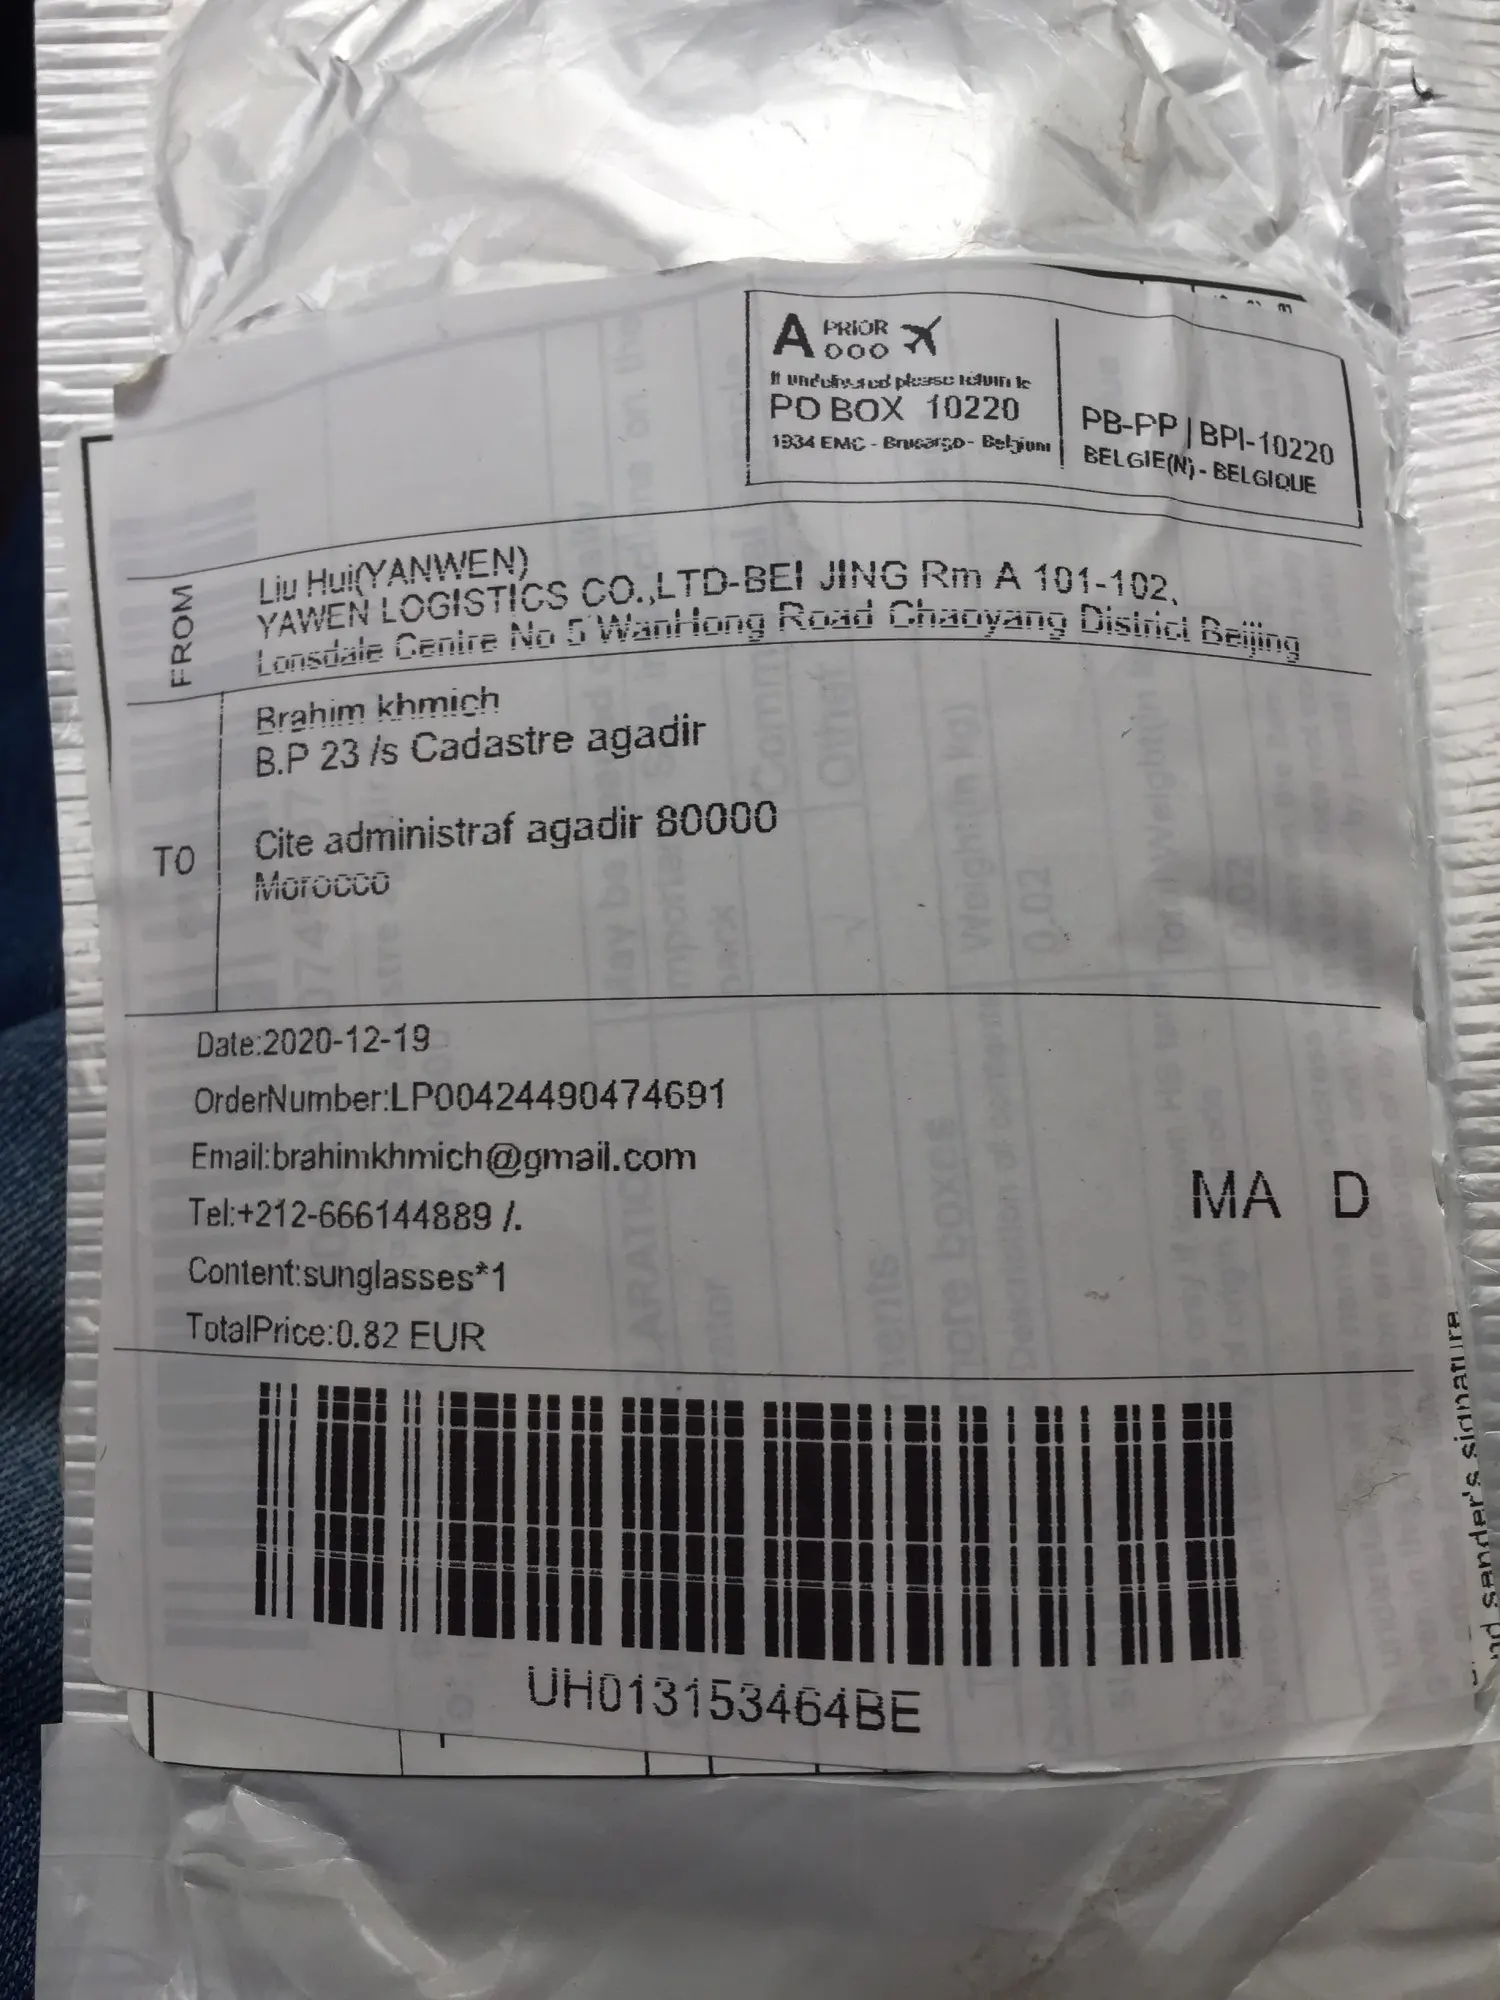 A PRIOR
If undelivered please return to
PO BOX 10220
1934 EMC - Brucargo - Belgium
PB-PP | BPI-10220
BELGIE(N) - BELGIQUE
FROM
Liu Hui(YANWEN)
YAWEN LOGISTICS CO.,LTD-BEI JING Rm A 101-102,
Lonsdale Centre No 5 WanHong Road Chaoyang District Beijing
TO
Brahim khmich
B.P 23 /s Cadastre agadir
Cite administraf agadir 80000
Morocco
Date:2020-12-19
OrderNumber:LP00424490474691
Email:brahimkhmich@gmail.com
Tel:+212-666144889 /.
Content:sunglasses*1
TotalPrice:0.82 EUR
MA D
UH013153464BE
sender's signature